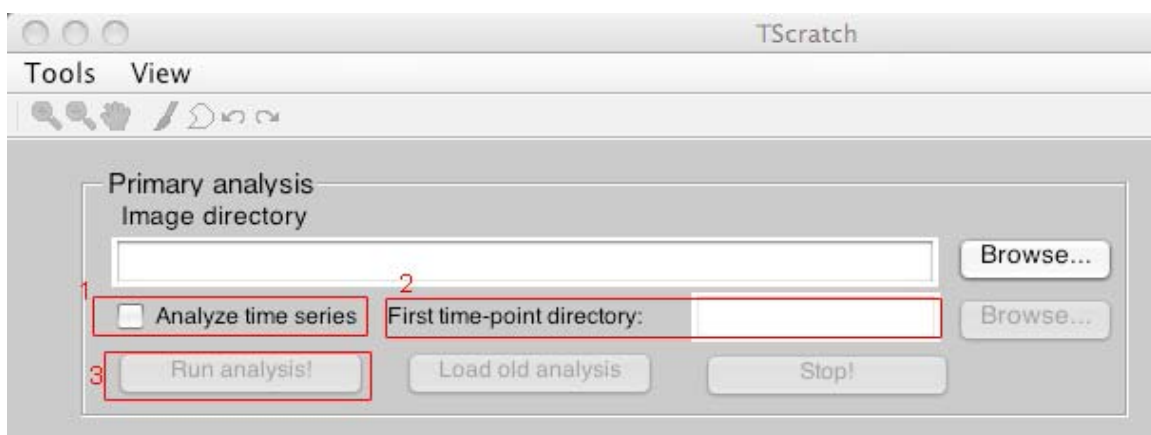 TScratch
Tools View
Primary analysis
Image directory
Browse...
1 2
Analyze time series First time-point directory: Browse...
3 Run analysis! Load old analysis Stop!